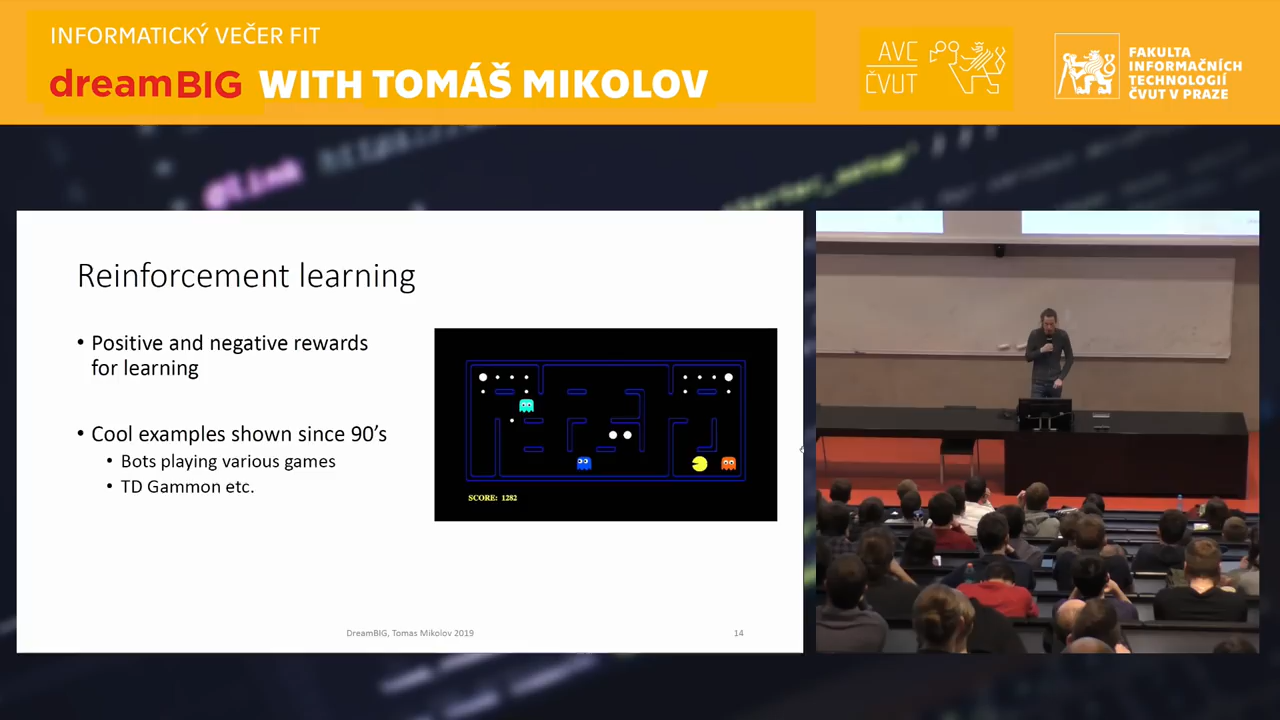 INFORMATICKÝ VEČER FIT
dreamBIG WITH TOMÁŠ MIKOLOV
AVC
ČVUT
FAKULTA
INFORMAČNÍCH
TECHNOLOGIÍ
ČVUT V PRAZE
@link
Reinforcement learning
• Positive and negative rewards
for learning
• Cool examples shown since 90’s
• Bots playing various games
• TD Gammon etc.
SCORE: 1282
DreamBIG, Tomas Mikolov 2019
14